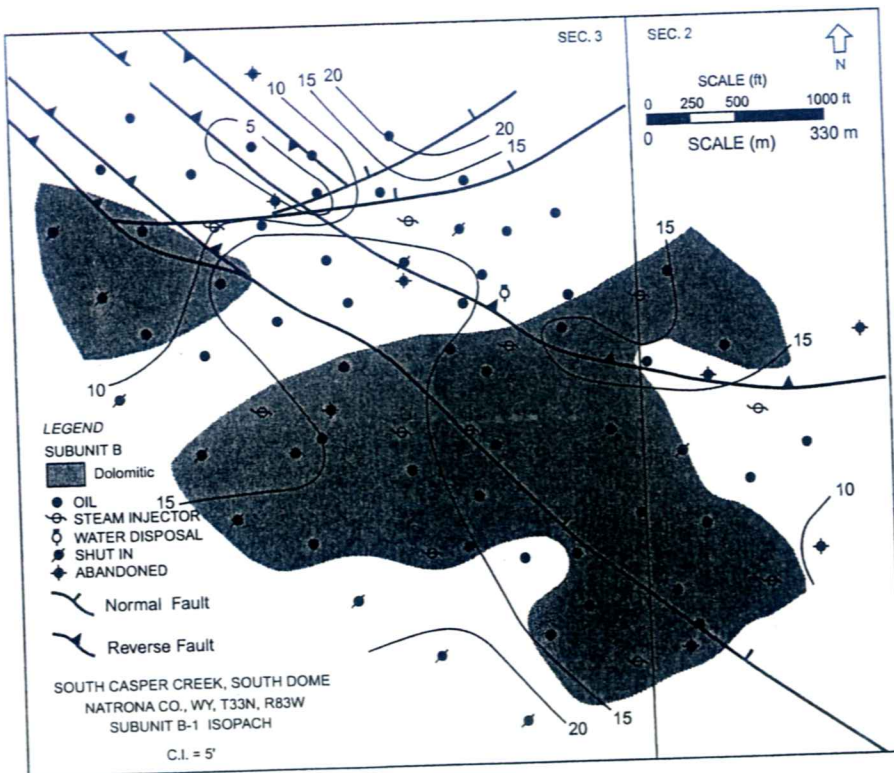 SEC. 3
SEC. 2
N
SCALE (ft)
0 250 500 1000 ft
0 330 m
SCALE (m)
20
15
10
5
20
15
15
15
10
15
10
20
15
LEGEND
SUBUNIT B
Dolomitic
OIL
STEAM INJECTOR
WATER DISPOSAL
SHUT IN
ABANDONED
Normal Fault
Reverse Fault
SOUTH CASPER CREEK, SOUTH DOME
NATRONA CO., WY, T33N, R83W
SUBUNIT B-1 ISOPACH
C.I. = 5'